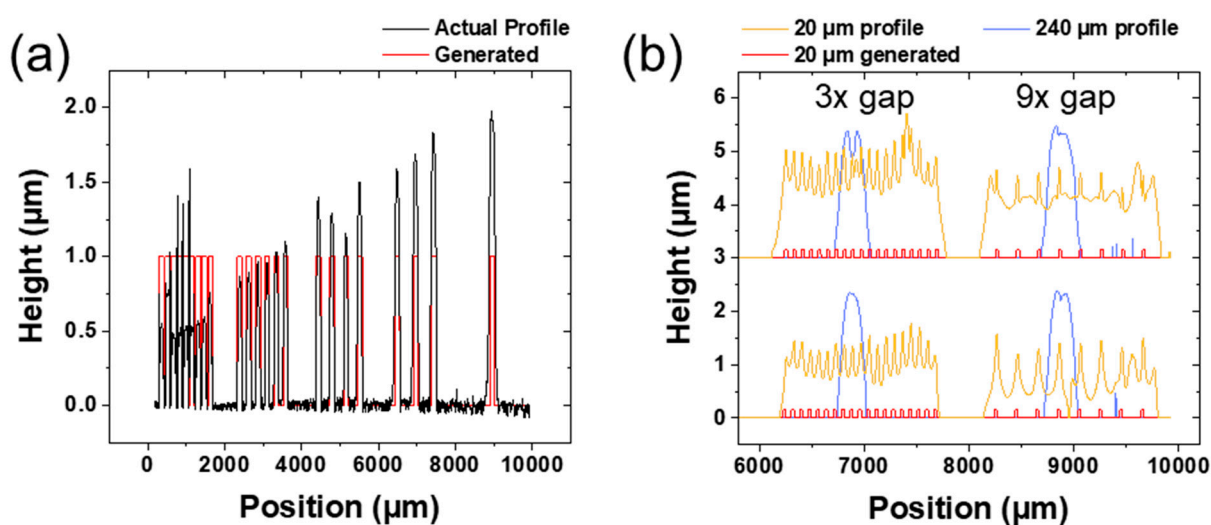 (a)
Actual Profile
Generated
Height (µm)
2.0
1.5
1.0
0.5
0.0
0 2000 4000 6000 8000 10000
Position (µm)
(b)
20 µm profile 240 µm profile
20 µm generated
3x gap 9x gap
Height (µm)
6
5
4
3
2
1
0
6000 7000 8000 9000 10000
Position (µm)